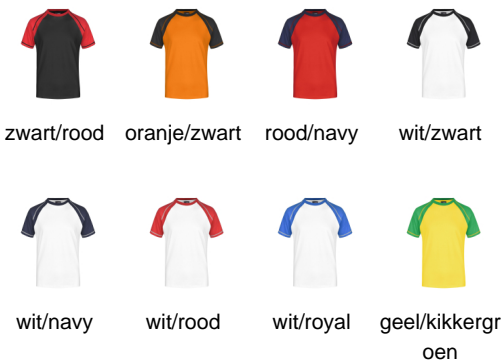 zwart/rood oranje/zwart rood/navy wit/zwart
wit/navy wit/rood wit/royal geel/kikkergr
oen